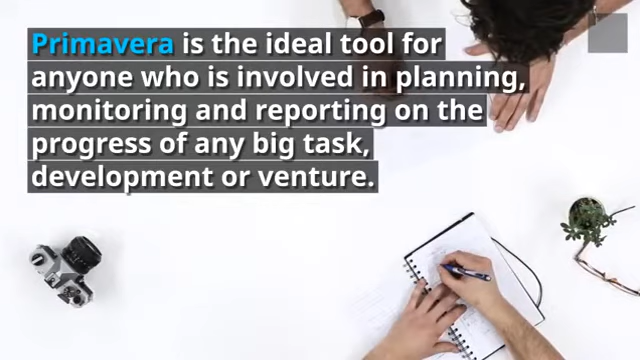 Primavera is the ideal tool for
anyone who is involved in planning,
monitoring and reporting on the
progress of any big task,
development or venture.